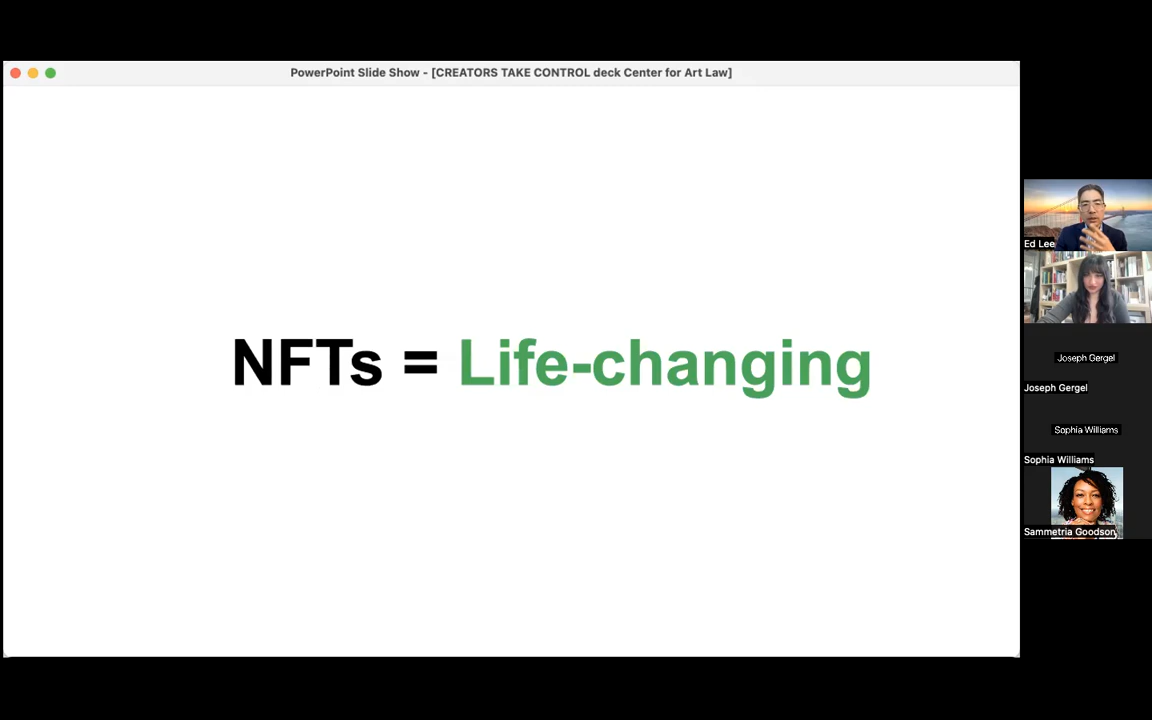 PowerPoint Slide Show - [CREATORS TAKE CONTROL deck Center for Art Law]
NFTs = Life-changing
Ed Lee
Joseph Gergel
Joseph Gergel
Sophia Williams
Sophia Williams
Sammetria Goodson